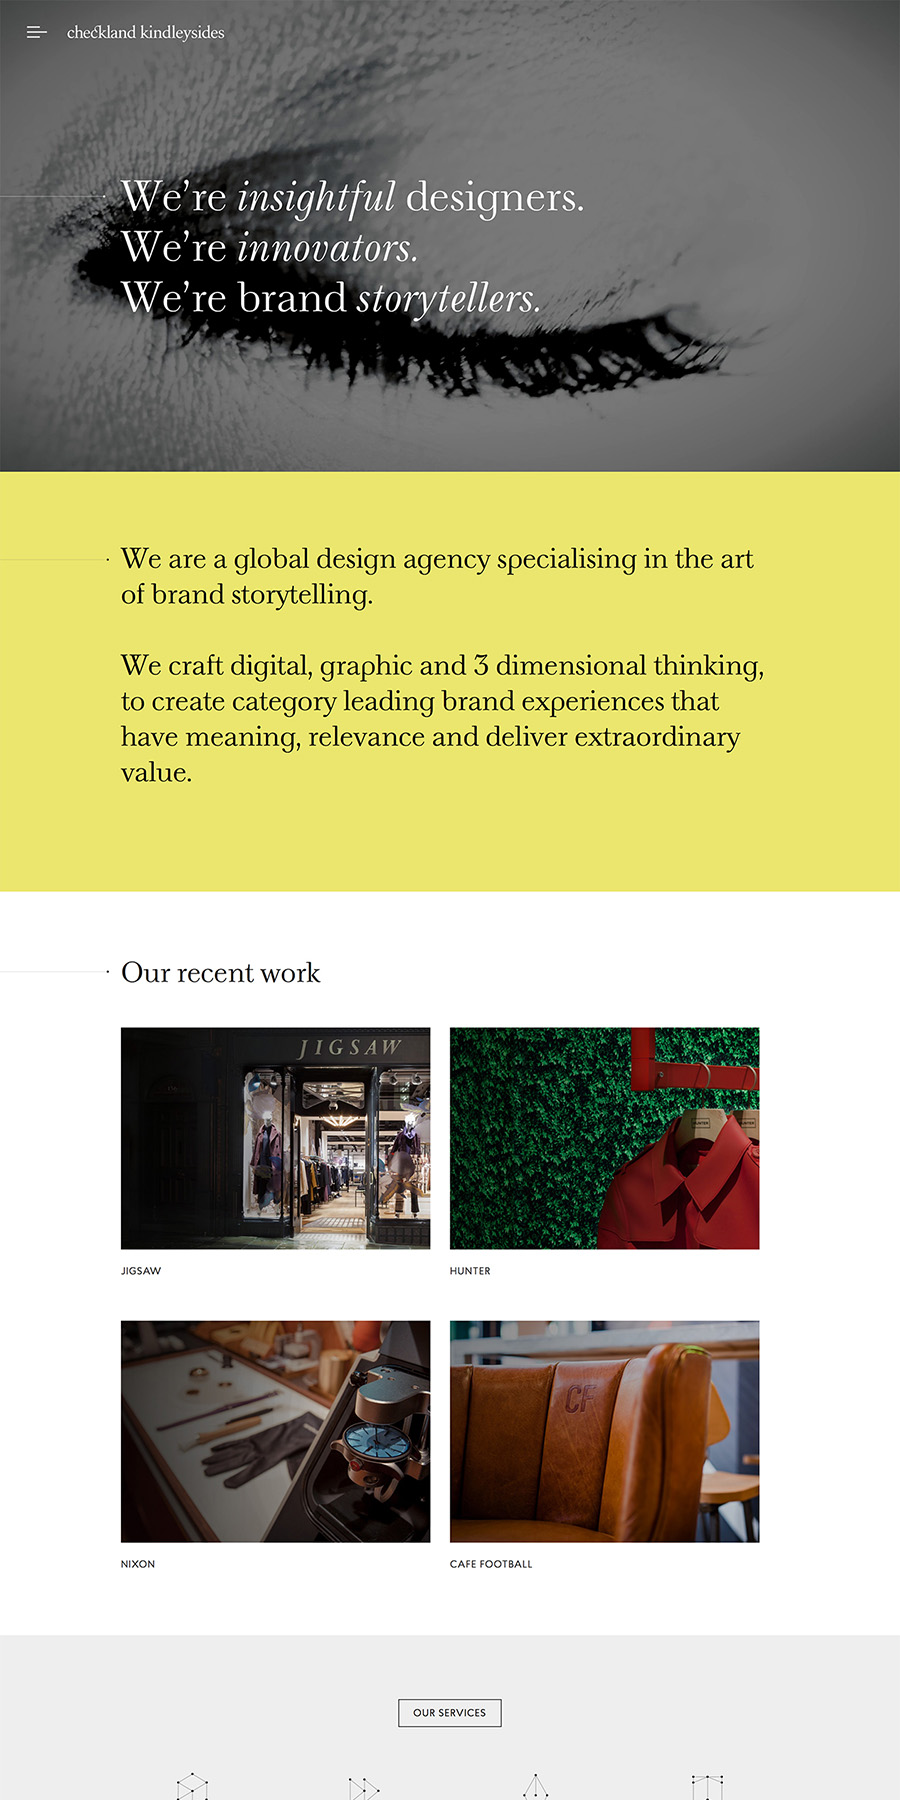 checkland kindleysides
We’re insightful designers.
We’re innovators.
We’re brand storytellers.
We are a global design agency specialising in the art
of brand storytelling.
We craft digital, graphic and 3 dimensional thinking,
to create category leading brand experiences that
have meaning, relevance and deliver extraordinary
value.
Our recent work
JIGSAW
HUNTER
HUNTER
JIGSAW
HUNTER
CF
NIXON
CAFE FOOTBALL
OUR SERVICES